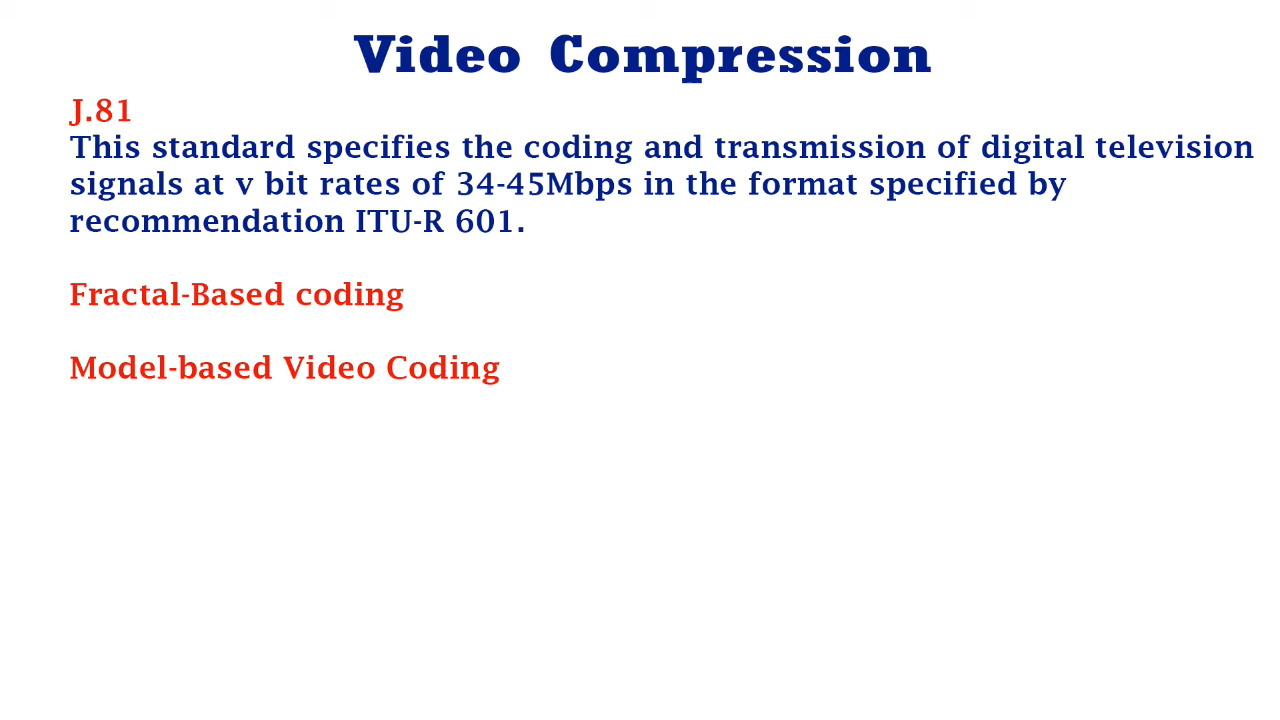 Video Compression
J.81
This standard specifies the coding and transmission of digital television
signals at v bit rates of 34-45Mbps in the format specified by
recommendation ITU-R 601.
Fractal-Based coding
Model-based Video Coding